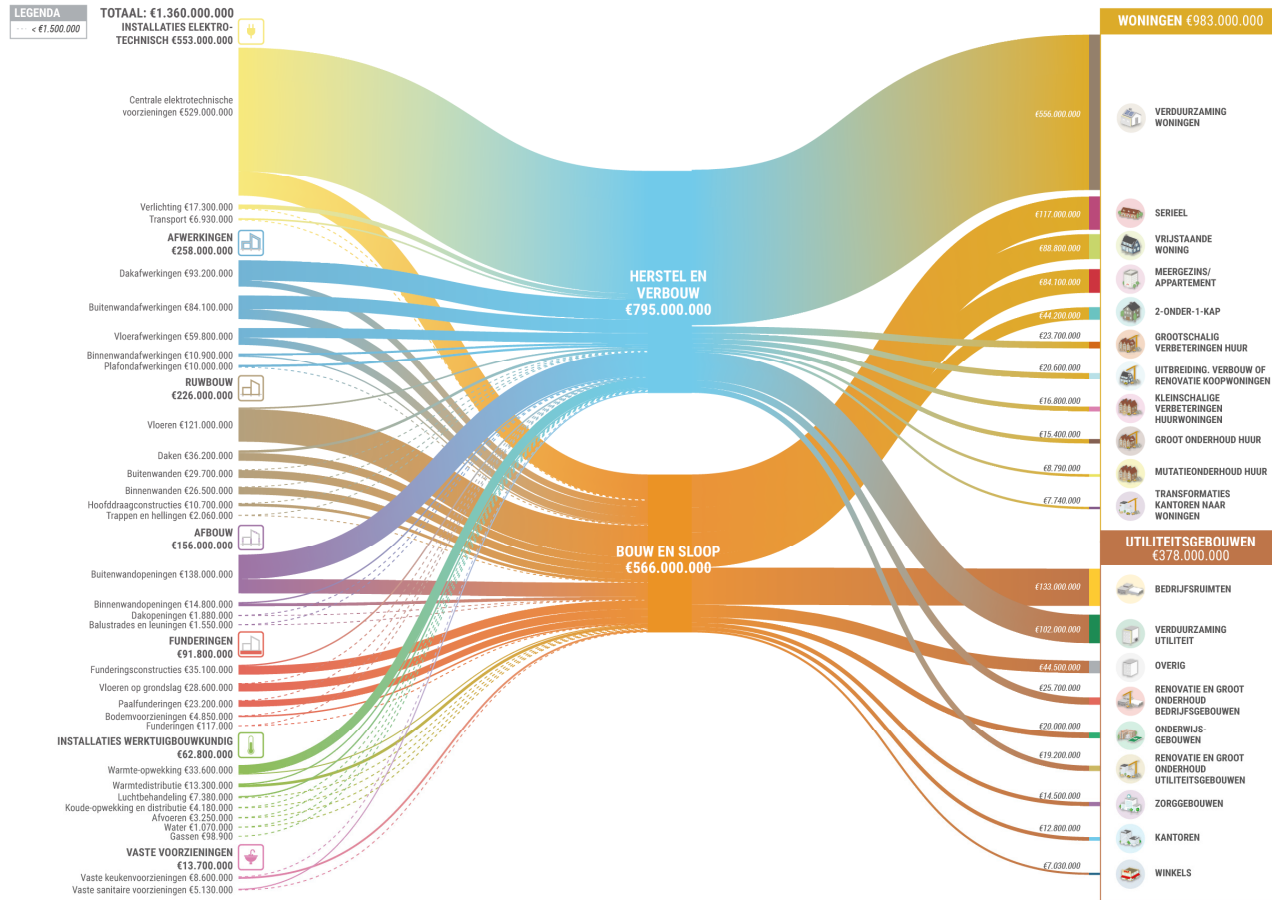 LEGENDA
< €1.500.000
TOTAAL: €1.360.000.000
INSTALLATIES ELEKTRO-
TECHNISCH €553.000.000
Centrale elektrotechnische
voorzieningen €529.000.000
Verlichting €17.300.000
Transport €6.930.000
AFWERKINGEN
€258.000.000
Dakafwerkingen €93.200.000
Buitenwandafwerkingen €84.100.000
Vloerafwerkingen €59.800.000
Binnenwandafwerkingen €10.900.000
Plafondafwerkingen €10.000.000
RUWBOUW
€226.000.000
Vloeren €121.000.000
Daken €36.200.000
Buitenwanden €29.700.000
Binnenwanden €26.500.000
Hoofddraagconstructies €10.700.000
Trappen en hellingen €2.060.000
AFBOUW
€156.000.000
Buitenwandopeningen €138.000.000
Binnenwandopeningen €14.800.000
Dakopeningen €1.880.000
Balustrades en leuningen €1.550.000
FUNDERINGEN
€91.800.000
Funderingsconstructies €35.100.000
Vloeren op grondslag €28.600.000
Paalfunderingen €23.200.000
Bodemvoorzieningen €4.850.000
Funderingen €117.000
INSTALLATIES WERKTUIGBOUWKUNDIG
€62.800.000
Warmte-opwekking €33.600.000
Warmtedistributie €13.300.000
Luchtbehandeling €7.380.000
Koude-opwekking en distributie €4.180.000
Afvoeren €3.250.000
Water €1.070.000
Gassen €98.900
VASTE VOORZIENINGEN
€13.700.000
Vaste keukenvoorzieningen €8.600.000
Vaste sanitaire voorzieningen €5.130.000
HERSTEL EN
VERBOUW
€795.000.000
BOUW EN SLOOP
€566.000.000
WONINGEN €983.000.000
€556.000.000
VERDUURZAMING
WONINGEN
€117.000.000
SERIEEL
€88.800.000
VRIJSTAANDE
WONING
€84.100.000
MEERGEZINS/
APPARTEMENT
€44.200.000
2-ONDER-1-KAP
€23.700.000
GROOTSCHALIG
VERBETERINGEN HUUR
€20.600.000
UITBREIDING. VERBOUW OF
RENOVATIE KOOPWONINGEN
€16.800.000
KLEINSCHALIGE
VERBETERINGEN
HUURWONINGEN
€15.400.000
GROOT ONDERHOUD HUUR
€8.790.000
MUTATIEONDERHOUD HUUR
€7.740.000
TRANSFORMATIES
KANTOREN NAAR
WONINGEN
UTILITEITSGEBOUWEN
€378.000.000
€133.000.000
BEDRIJFSRUIMTEN
€102.000.000
VERDUURZAMING
UTILITEIT
€44.500.000
OVERIG
€25.700.000
RENOVATIE EN GROOT
ONDERHOUD
BEDRIJFSGEBOUWEN
€20.000.000
ONDERWIJS-
GEBOUWEN
€19.200.000
RENOVATIE EN GROOT
ONDERHOUD
UTILITEITSGEBOUWEN
€14.500.000
ZORGGEBOUWEN
€12.800.000
KANTOREN
€7.030.000
WINKELS